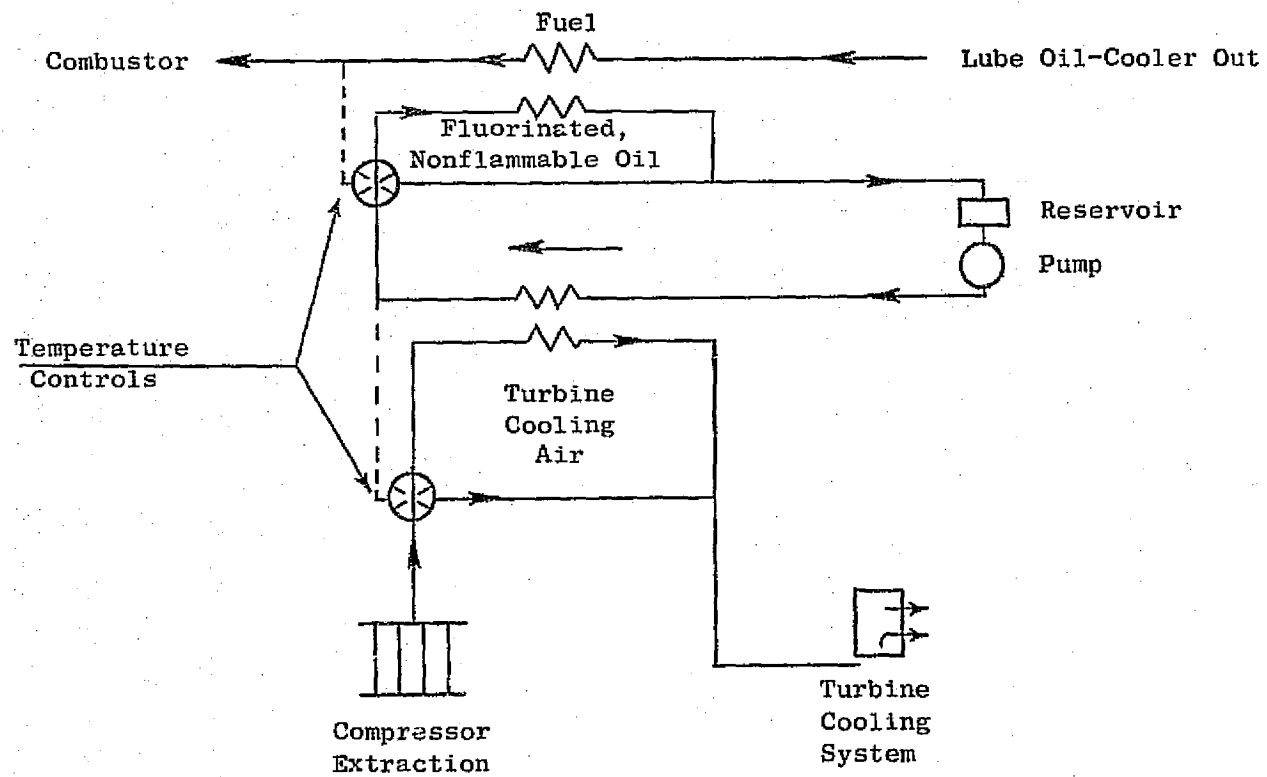 Fuel
Combustor
Lube Oil-Cooler Out
Fluorinated,
Nonflammable Oil
Reservoir
Pump
Temperature
Controls
Turbine
Cooling
Air
Compressor
Extraction
Turbine
Cooling
System